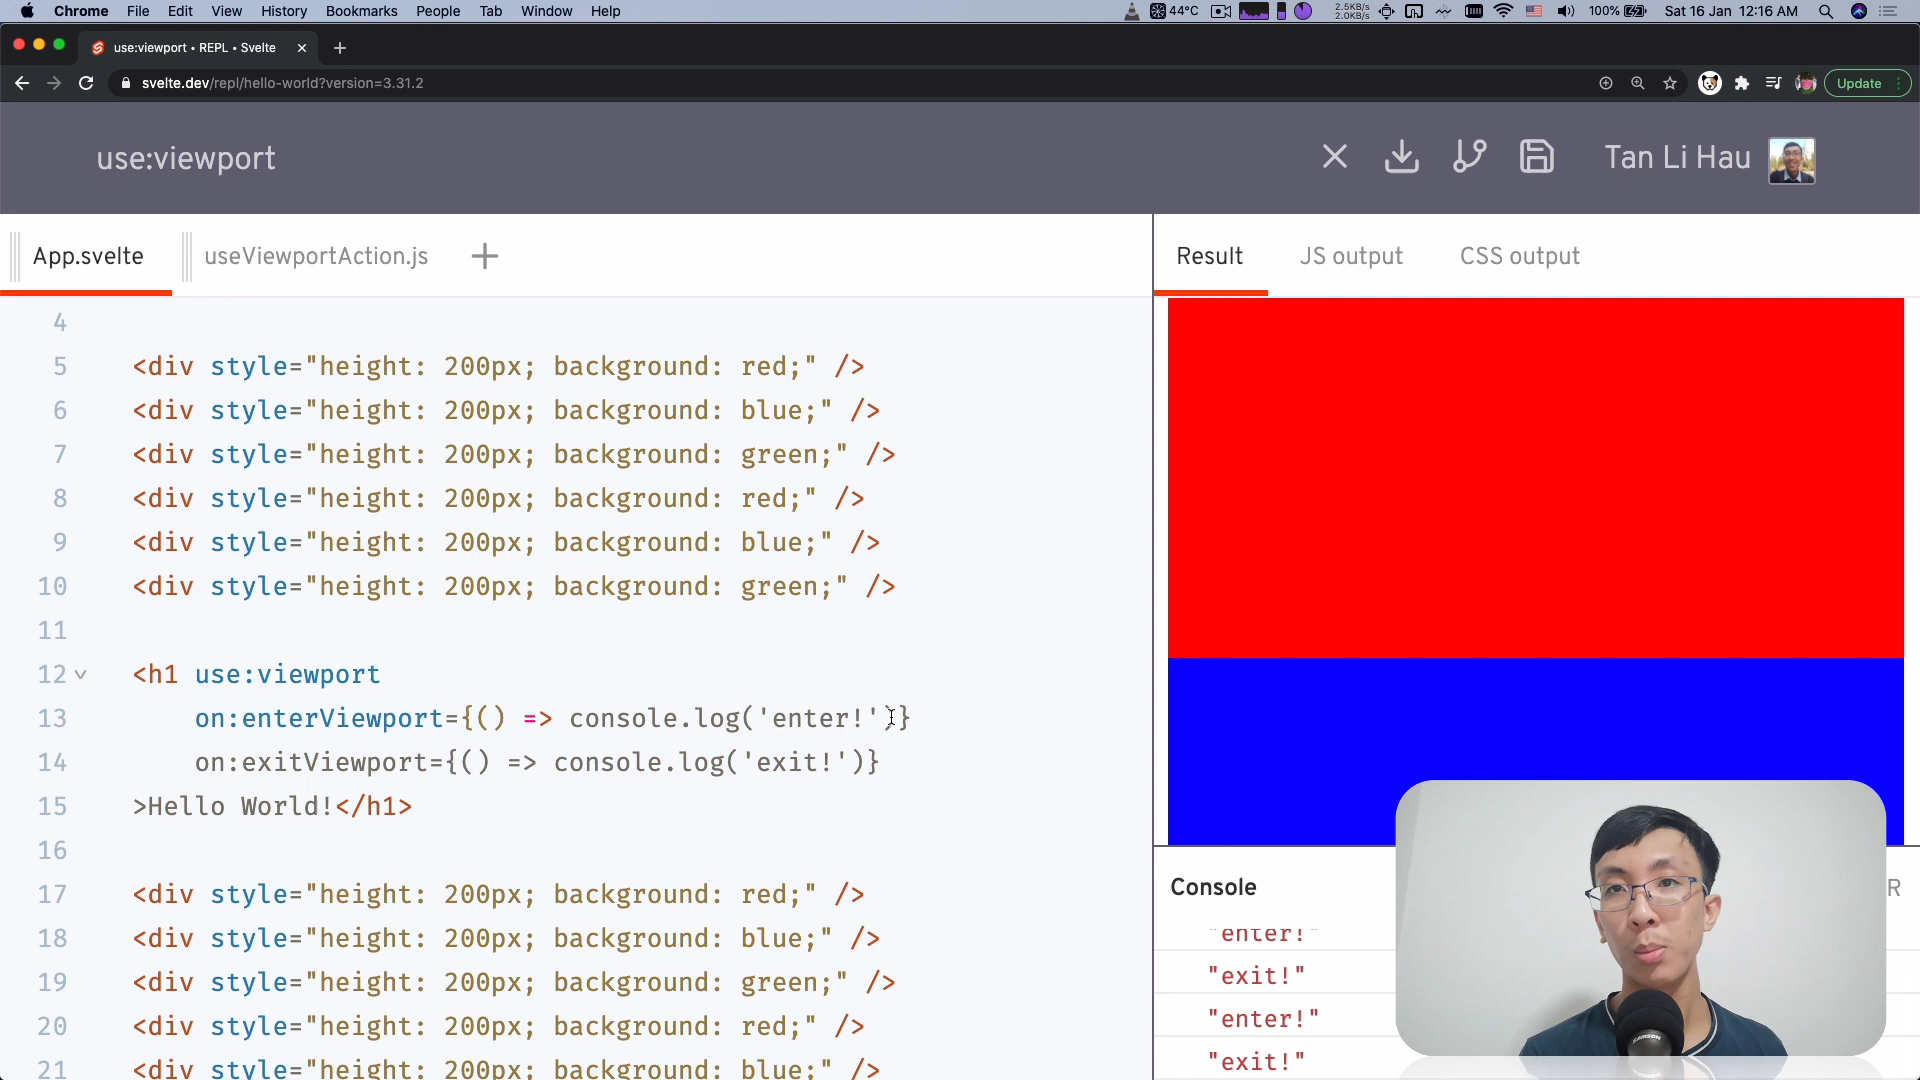 Chrome File Edit View History Bookmarks People Tab Window Help
44°C
2.5KB/s
2.0KB/s
100%
Sat 16 Jan 12:16 AM
use:viewport • REPL • Svelte
svelte.dev/repl/hello-world?version=3.31.2
Update
use:viewport
Tan Li Hau
App.svelte
useViewportAction.js
Result
JS output
CSS output
4
5 <div style="height: 200px; background: red;" />
6 <div style="height: 200px; background: blue;" />
7 <div style="height: 200px; background: green;" />
8 <div style="height: 200px; background: red;" />
9 <div style="height: 200px; background: blue;" />
10 <div style="height: 200px; background: green;" />
11
12 <h1 use:viewport
13 on:enterViewport={() => console.log('enter!')}
14 on:exitViewport={() => console.log('exit!')}
15 >Hello World!</h1>
16
17 <div style="height: 200px; background: red;" />
18 <div style="height: 200px; background: blue;" />
19 <div style="height: 200px; background: green;" />
20 <div style="height: 200px; background: red;" />
21 <div style="height: 200px; background: blue;" />
Console
R
"enter!"
"exit!"
"enter!"
"exit!"
SAMSON